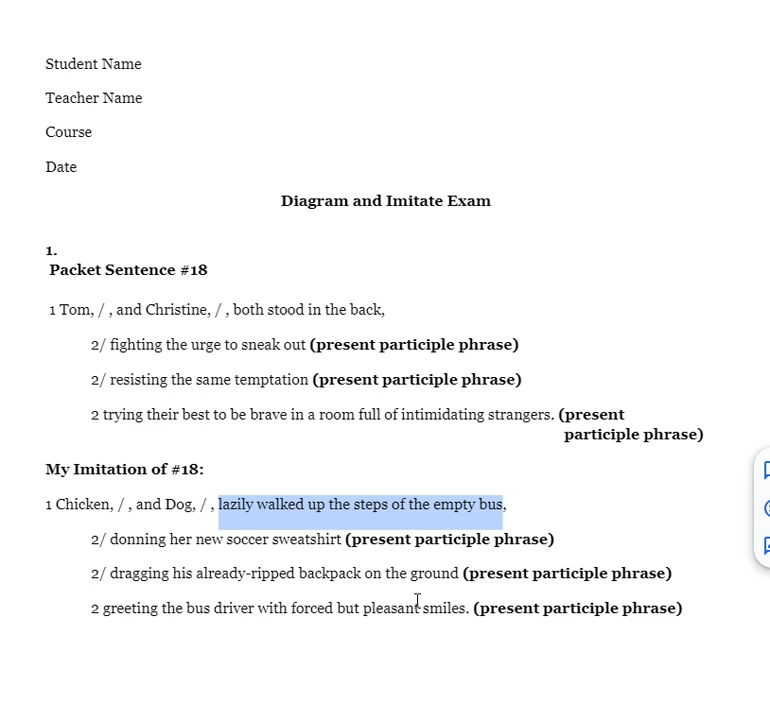 Student Name
Teacher Name
Course
Date
Diagram and Imitate Exam
1.
Packet Sentence #18
1 Tom, / , and Christine, / , both stood in the back,
2/ fighting the urge to sneak out (present participle phrase)
2/ resisting the same temptation (present participle phrase)
2 trying their best to be brave in a room full of intimidating strangers. (present
participle phrase)
My Imitation of #18:
1 Chicken, / , and Dog, / , lazily walked up the steps of the empty bus,
2/ donning her new soccer sweatshirt (present participle phrase)
2/ dragging his already-ripped backpack on the ground (present participle phrase)
2 greeting the bus driver with forced but pleasant smiles. (present participle phrase)